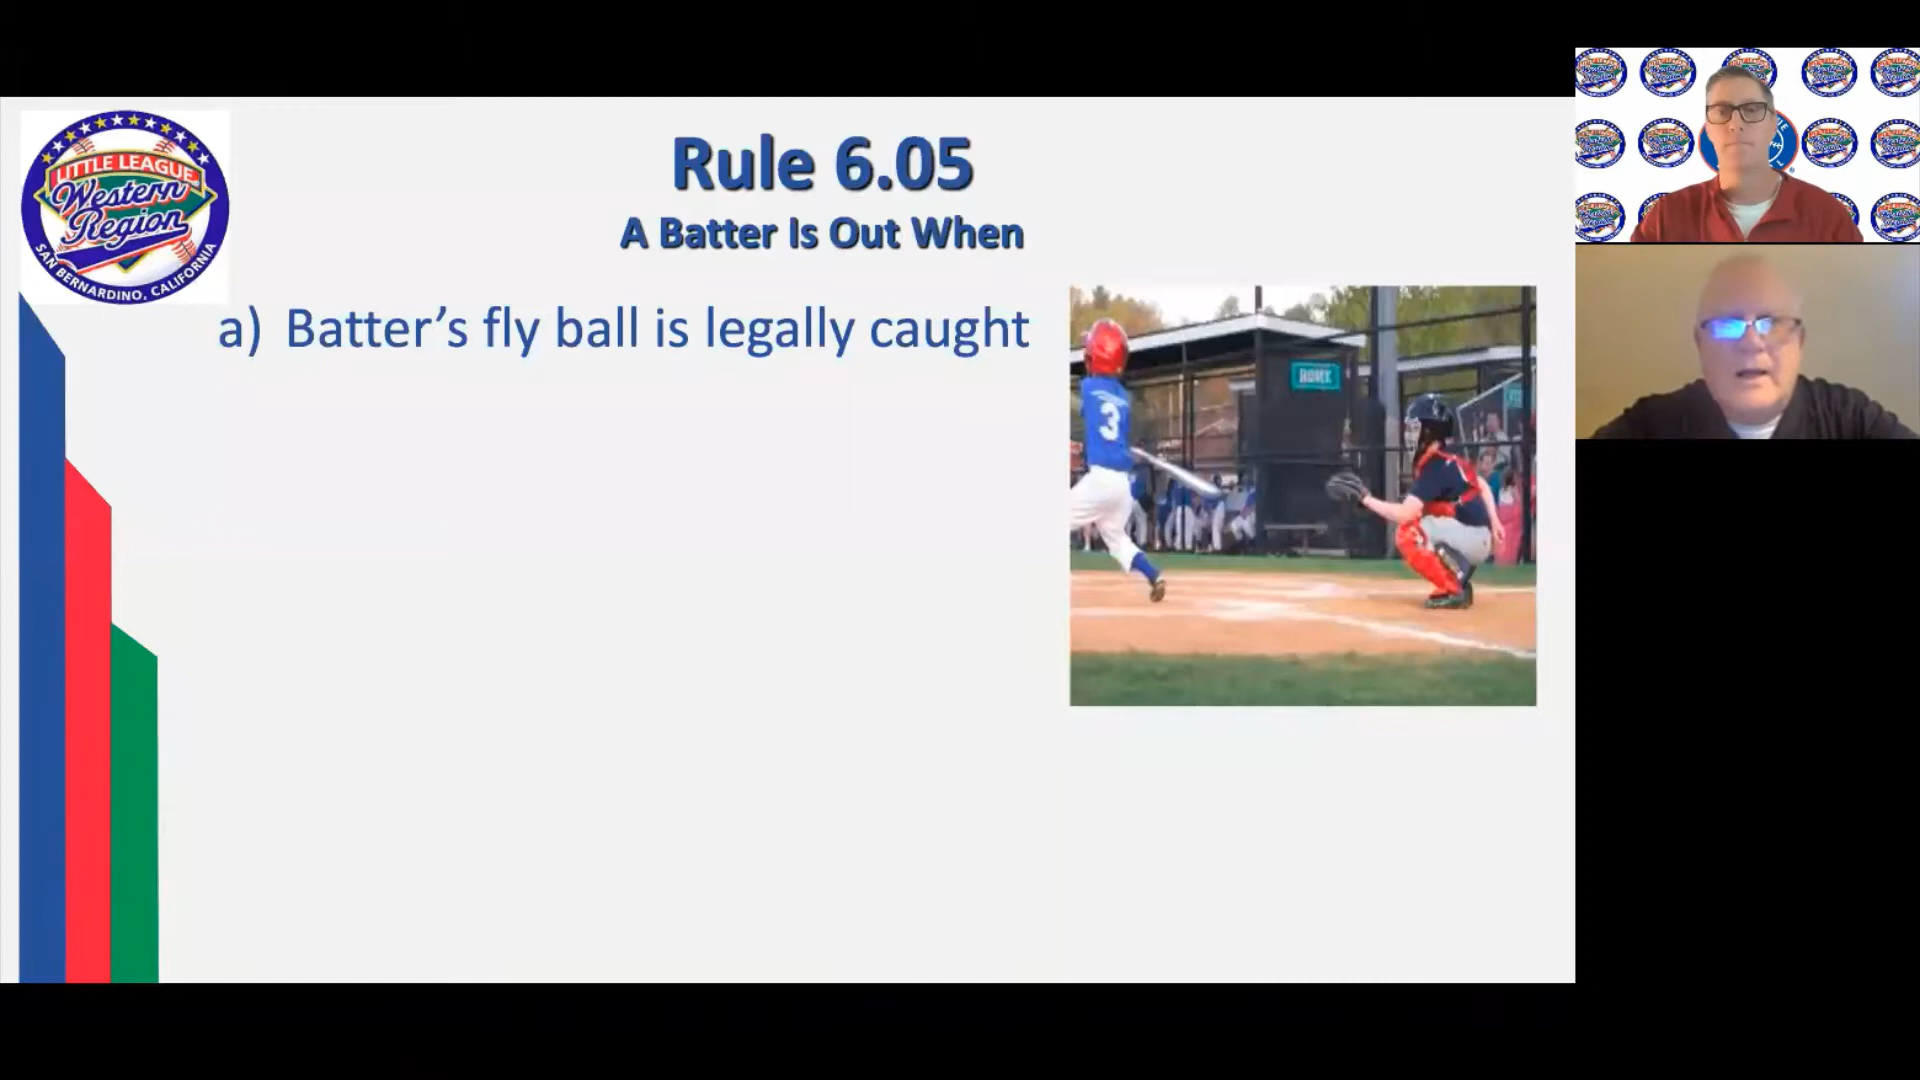 LITTLE LEAGUE
Western
Region
SAN BERNARDINO, CALIFORNIA
Rule 6.05
A Batter Is Out When
a) Batter's fly ball is legally caught
3
HOME